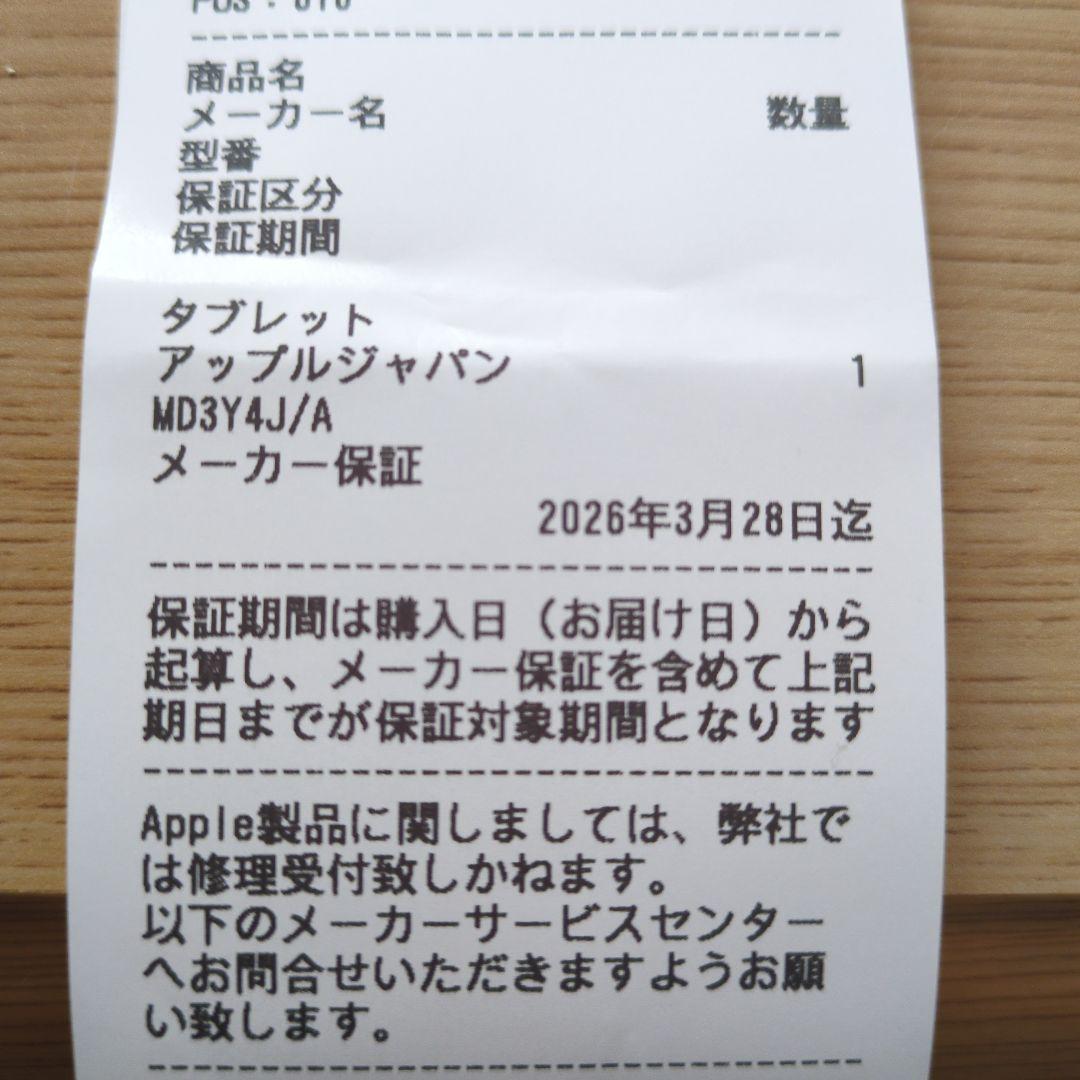 商品名
メーカー名 数量
型番
保証区分
保証期間
タブレット
アップルジャパン 1
MD3Y4J/A
メーカー保証
2026年3月28日迄
保証期間は購入日（お届け日）から
起算し、メーカー保証を含めて上記
期日までが保証対象期間となります
Apple製品に関しましては、弊社で
は修理受付致しかねます。
以下のメーカーサービスセンター
へお問合せいただきますようお願
い致します。